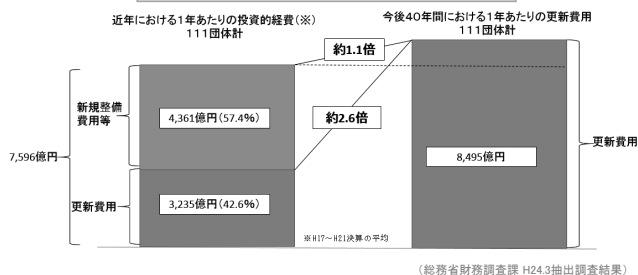 近年における1年あたりの投資的経費(※)
111団体計
今後40年間における1年あたりの更新費用
111団体計
約1.1倍
新規整備
費用等
4,361億円(57.4%)
約2.6倍
7,596億円
8,495億円
更新費用
更新費用
3,235億円(42.6%)
※H17～H21決算の平均
(総務省財務調査課 H24.3抽出調査結果)